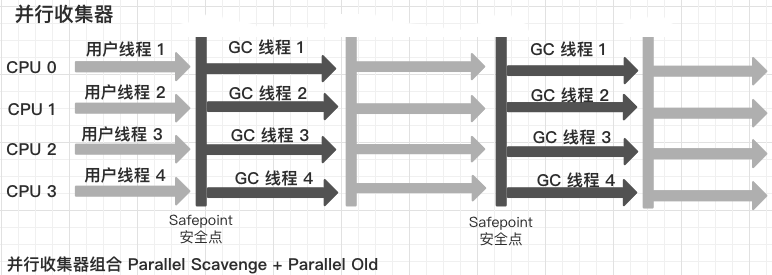 并行收集器
用户线程 1 GC 线程 1 GC 线程 1
CPU 0
用户线程 2 GC 线程 2 GC 线程 2
CPU 1
用户线程 3 GC 线程 3 GC 线程 3
CPU 2
用户线程 4 GC 线程 4 GC 线程 4
CPU 3
Safepoint Safepoint
安全点 安全点
并行收集器组合 Parallel Scavenge + Parallel Old